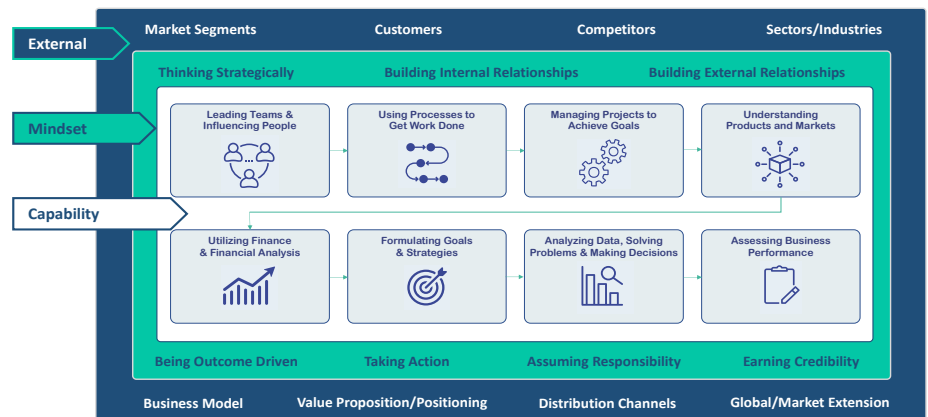 External
Market Segments
Customers
Competitors
Sectors/Industries
Thinking Strategically
Building Internal Relationships
Building External Relationships
Mindset
Leading Teams &
Influencing People
Using Processes to
Get Work Done
Managing Projects to
Achieve Goals
Understanding
Products and Markets
Capability
Utilizing Finance
& Financial Analysis
Formulating Goals
& Strategies
Analyzing Data, Solving
Problems & Making Decisions
Assessing Business
Performance
Being Outcome Driven
Taking Action
Assuming Responsibility
Earning Credibility
Business Model
Value Proposition/Positioning
Distribution Channels
Global/Market Extension